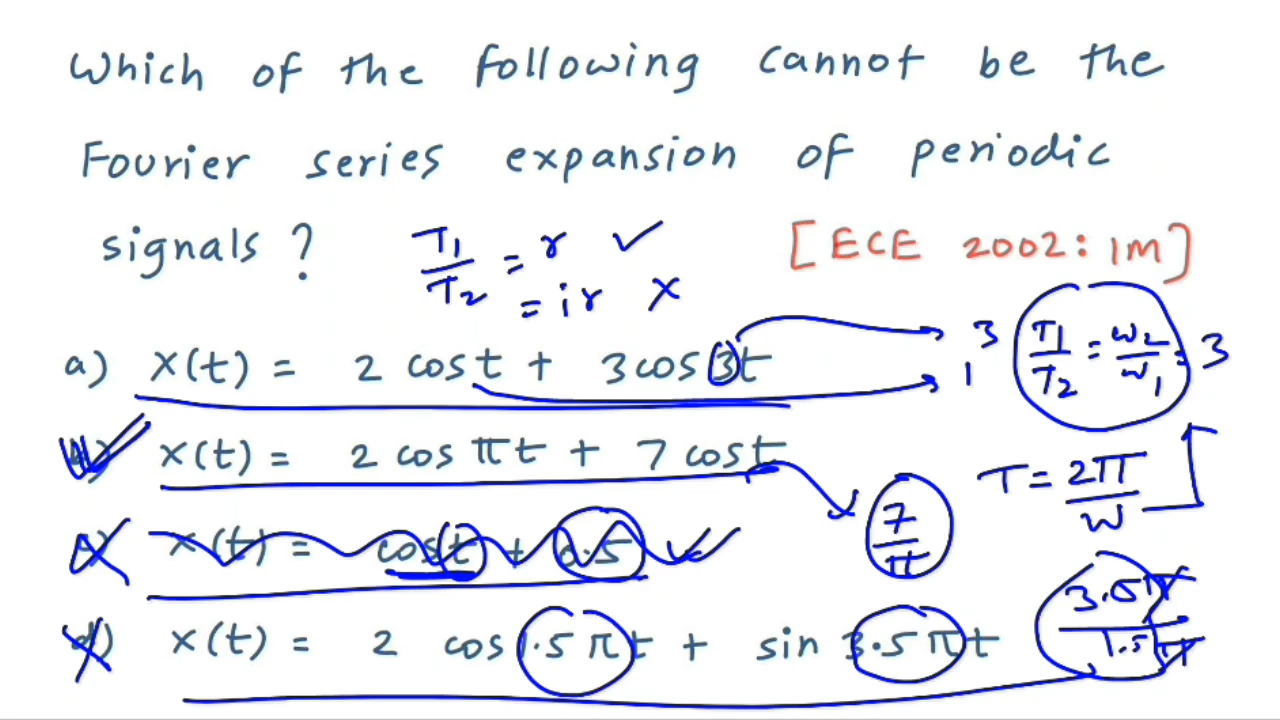 Which of the following cannot be the
Fourier series expansion of periodic
signals? [ECE 2002: 1M]
T1/T2 = r ✓
= ir ×
a) x(t) = 2 cost + 3cos3t
3
1
T1/T2 = w2/w1 = 3
x(t) = 2 cos πt + 7 cost
7/π
T = 2π/w
x(t) = cost + 0.5
d) x(t) = 2 cos 1.5πt + sin 3.5πt
3.5π/1.5π